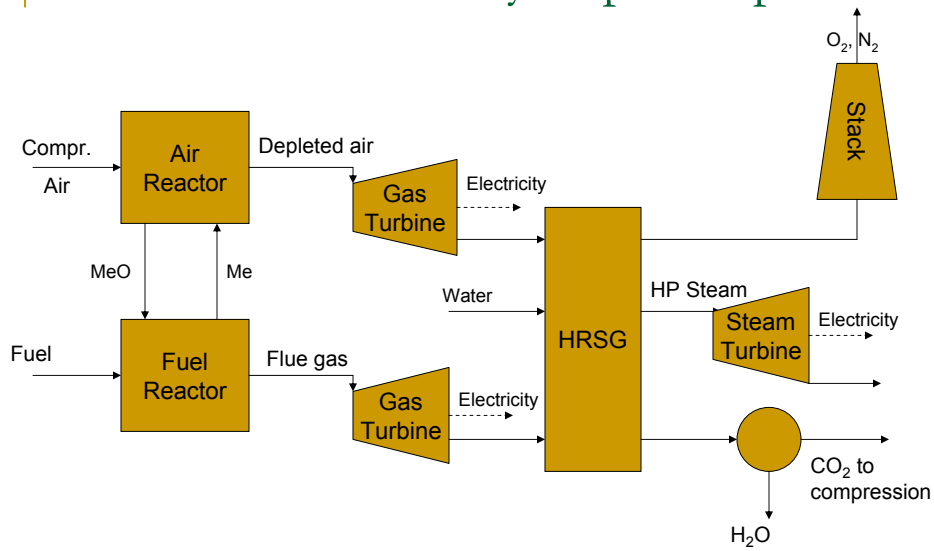 O₂, N₂
Stack
Compr.
Air
Air
Reactor
Depleted air
Gas
Turbine
Electricity
MeO
Me
Water
HRSG
HP Steam
Steam
Turbine
Electricity
Fuel
Fuel
Reactor
Flue gas
Gas
Turbine
Electricity
CO₂ to
compression
H₂O